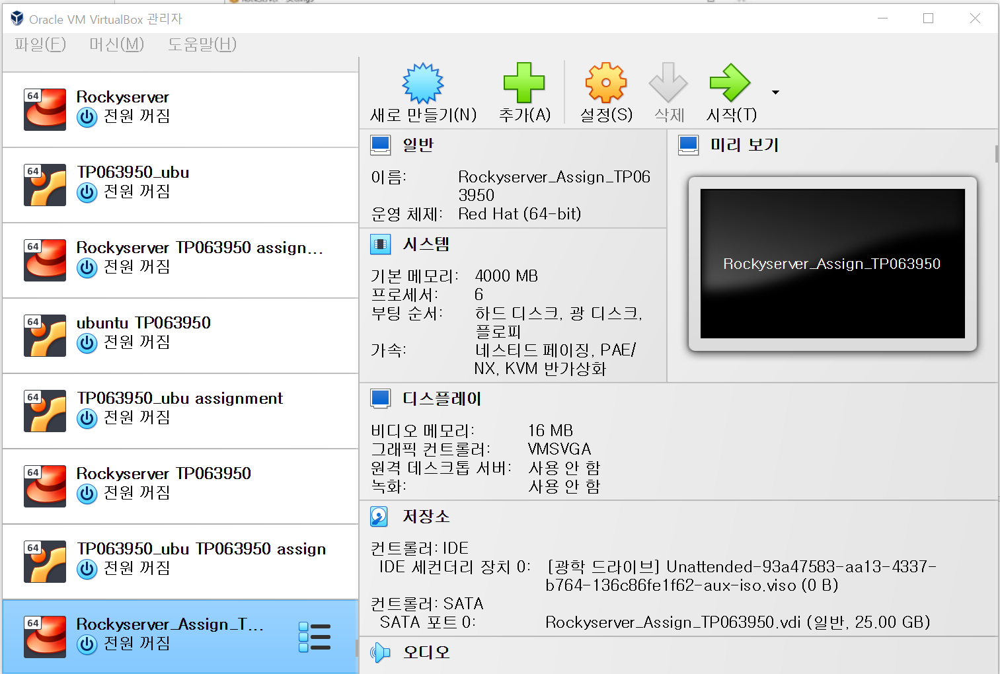 Oracle VM VirtualBox 관리자
파일(F) 머신(M) 도움말(H)
64 Rockyserver
전원 꺼짐
64 TP063950_ubu
전원 꺼짐
64 Rockyserver TP063950 assign...
전원 꺼짐
64 ubuntu TP063950
전원 꺼짐
64 TP063950_ubu assignment
전원 꺼짐
64 Rockyserver TP063950
전원 꺼짐
64 TP063950_ubu TP063950 assign
전원 꺼짐
64 Rockyserver_Assign_T...
전원 꺼짐
새로 만들기(N) 추가(A) 설정(S) 삭제 시작(T)
일반
이름: Rockyserver_Assign_TP06
3950
운영 체제: Red Hat (64-bit)
시스템
기본 메모리: 4000 MB
프로세서: 6
부팅 순서: 하드 디스크, 광 디스크,
플로피
가속: 네스티드 페이징, PAE/
NX, KVM 반가상화
미리 보기
Rockyserver_Assign_TP063950
디스플레이
비디오 메모리: 16 MB
그래픽 컨트롤러: VMSVGA
원격 데스크톱 서버: 사용 안 함
녹화: 사용 안 함
저장소
컨트롤러: IDE
IDE 세컨더리 장치 0: [광학 드라이브] Unattended-93a47583-aa13-4337-
b764-136c86fe1f62-aux-iso.viso (0 B)
컨트롤러: SATA
SATA 포트 0: Rockyserver_Assign_TP063950.vdi (일반, 25.00 GB)
오디오